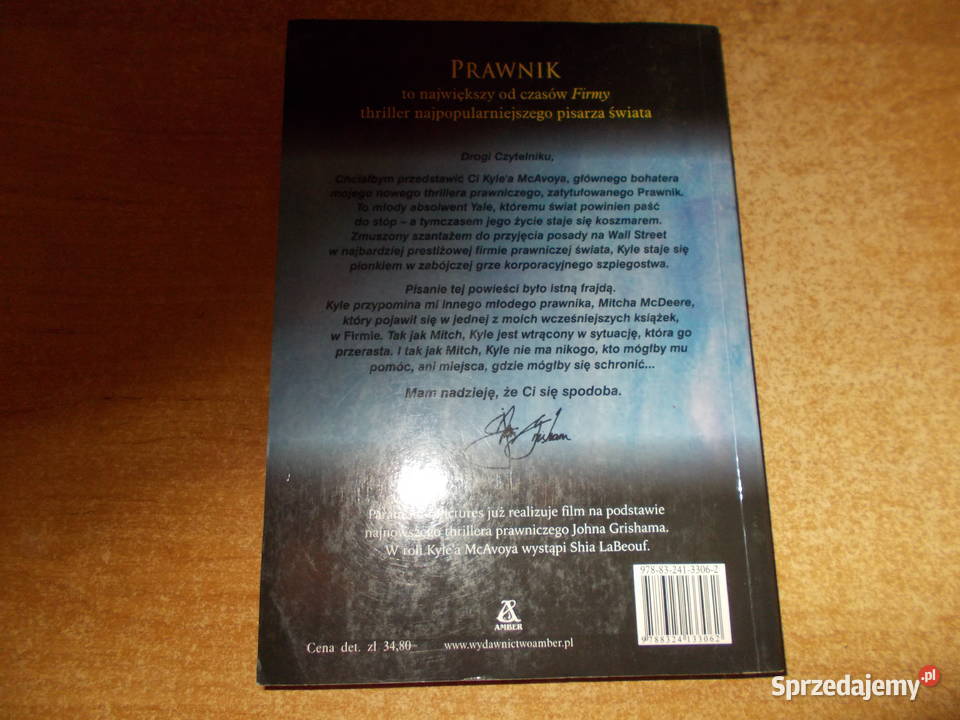 PRAWNIK
to największy od czasów Firmy
thriller najpopularniejszego pisarza świata
Drogi Czytelniku,
Chciałbym przedstawić Ci Kyle'a McAvoya, głównego bohatera
mojego nowego thrillera prawniczego, zatytułowanego Prawnik.
To młody absolwent Yale, któremu świat powinien paść
do stóp – a tymczasem jego życie staje się koszmarem.
Zmuszony szantażem do przyjęcia posady na Wall Street
w najbardziej prestiżowej firmie prawniczej świata, Kyle staje się
pionkiem w zabójczej grze korporacyjnego szpiegostwa.
Pisanie tej powieści było istną frajdą.
Kyle przypomina mi innego młodego prawnika, Mitcha McDeere,
który pojawił się w jednej z moich wcześniejszych książek,
w Firmie. Tak jak Mitch, Kyle jest wtrącony w sytuację, która go
przerasta. I tak jak Mitch, Kyle nie ma nikogo, kto mógłby mu
pomóc, ani miejsca, gdzie mógłby się schronić...
Mam nadzieję, że Ci się spodoba.
Grisham
już realizuje film na podstawie
najnowszego thrillera prawniczego Johna Grishama.
W roli Kyle'a McAvoya wystąpi Shia LaBeouf.
978-83-241-3306-2
AMBER
9788324133062
Cena det. zł 34,80
www.wydawnictwoamber.pl
Sprzedajemy.pl